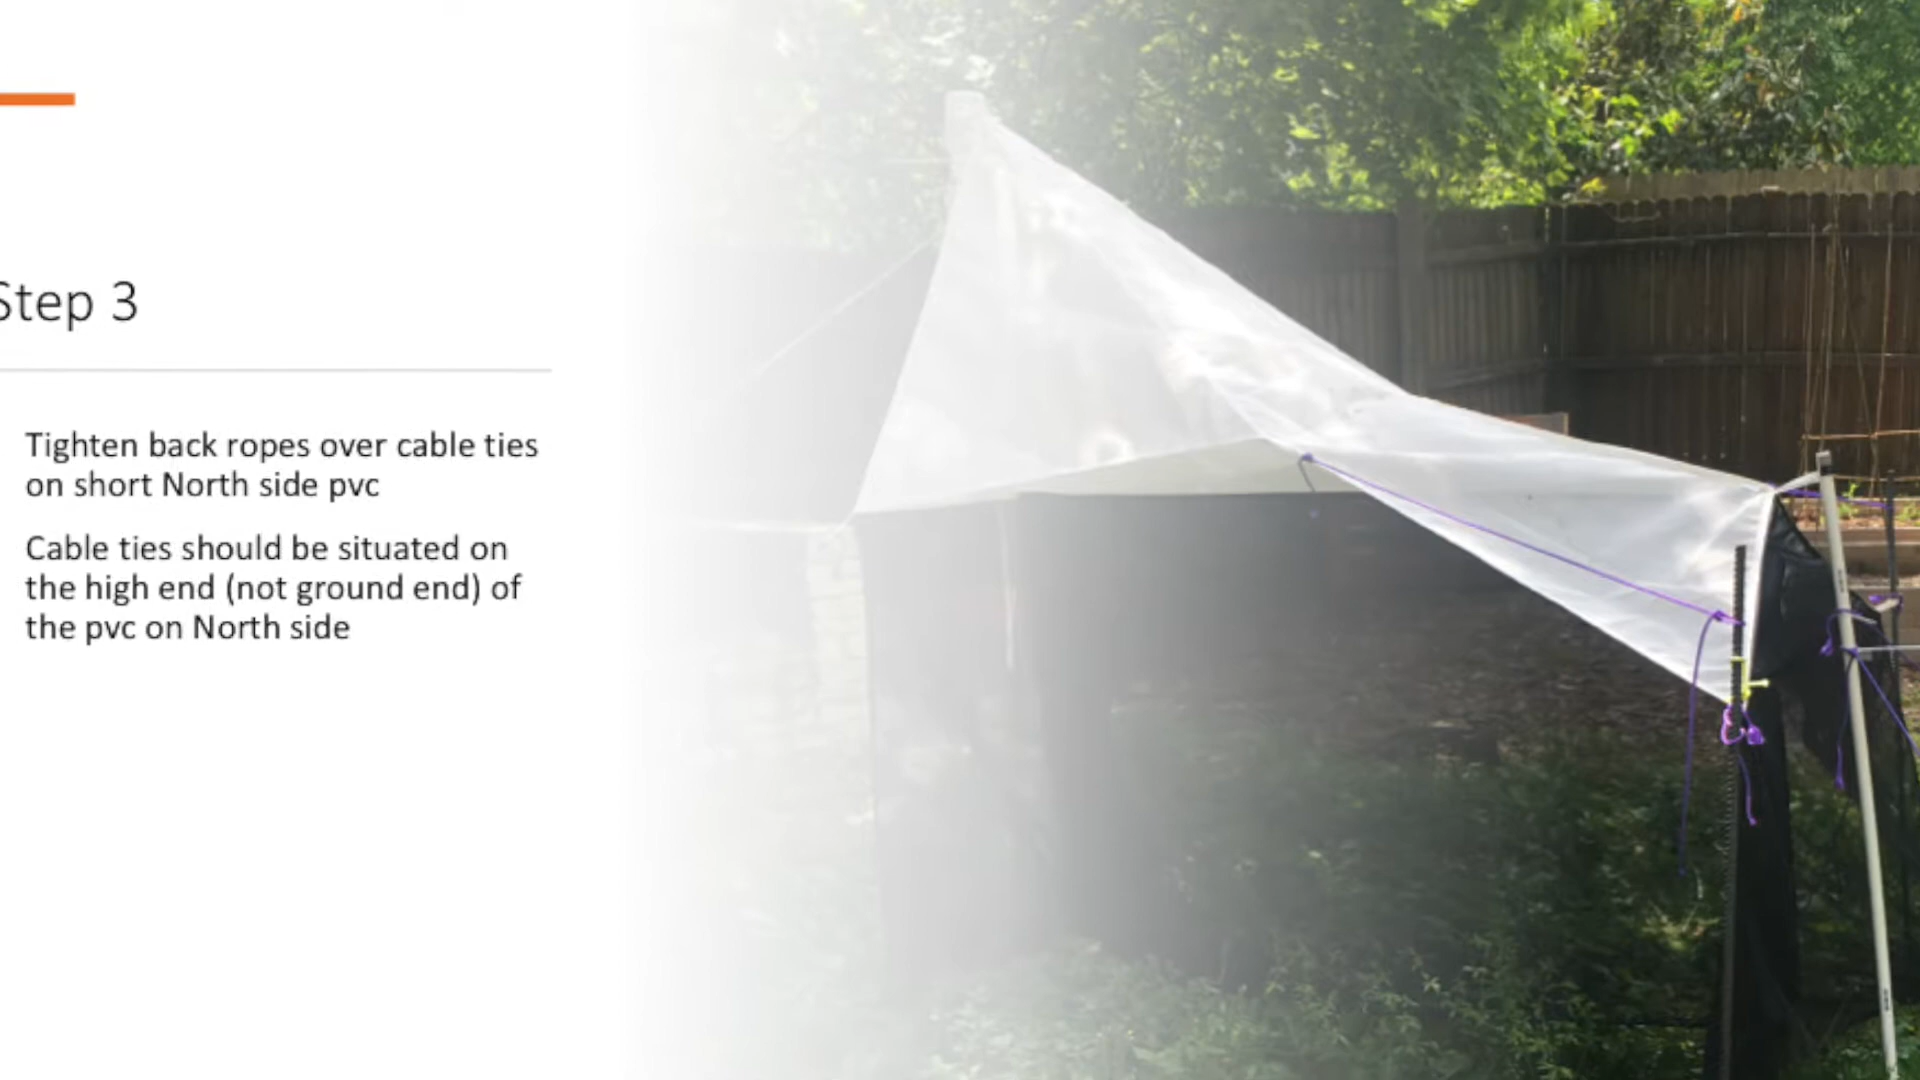 Step 3
Tighten back ropes over cable ties
on short North side pvc
Cable ties should be situated on
the high end (not ground end) of
the pvc on North side